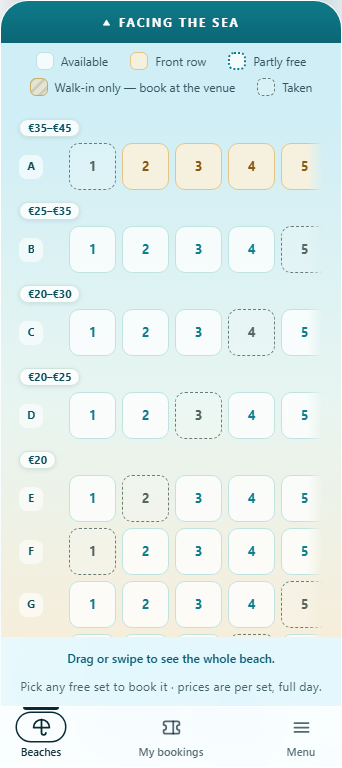 ▲ FACING THE SEA
Available Front row Partly free
Walk-in only — book at the venue Taken
€35–€45
A 1 2 3 4 5
€25–€35
B 1 2 3 4 5
€20–€30
C 1 2 3 4 5
€20–€25
D 1 2 3 4 5
€20
E 1 2 3 4 5
F 1 2 3 4 5
G 1 2 3 4 5
Drag or swipe to see the whole beach.
Pick any free set to book it · prices are per set, full day.
Beaches My bookings Menu